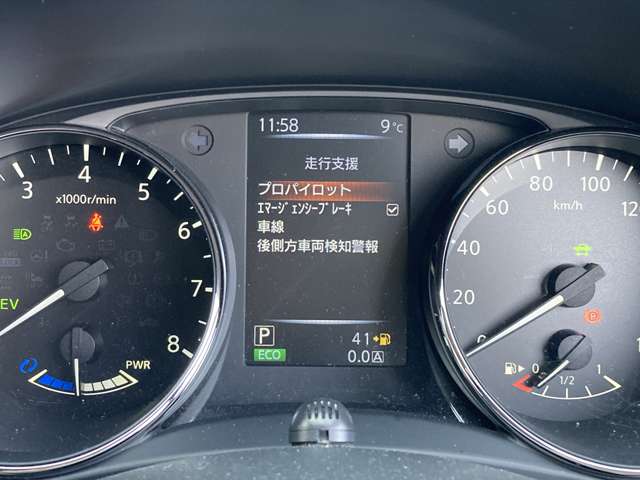 11:58 9℃
走行支援
プロパイロット
ｴﾏｰｼﾞｪﾝｼｰﾌﾞﾚｰｷ
車線
後側方車両検知警報
P 41
ECO 0.0 A
3 4 5 6 7 8
x1000r/min
EV
PWR
0 20 40 60 80 100 12
km/h
0 1/2 1